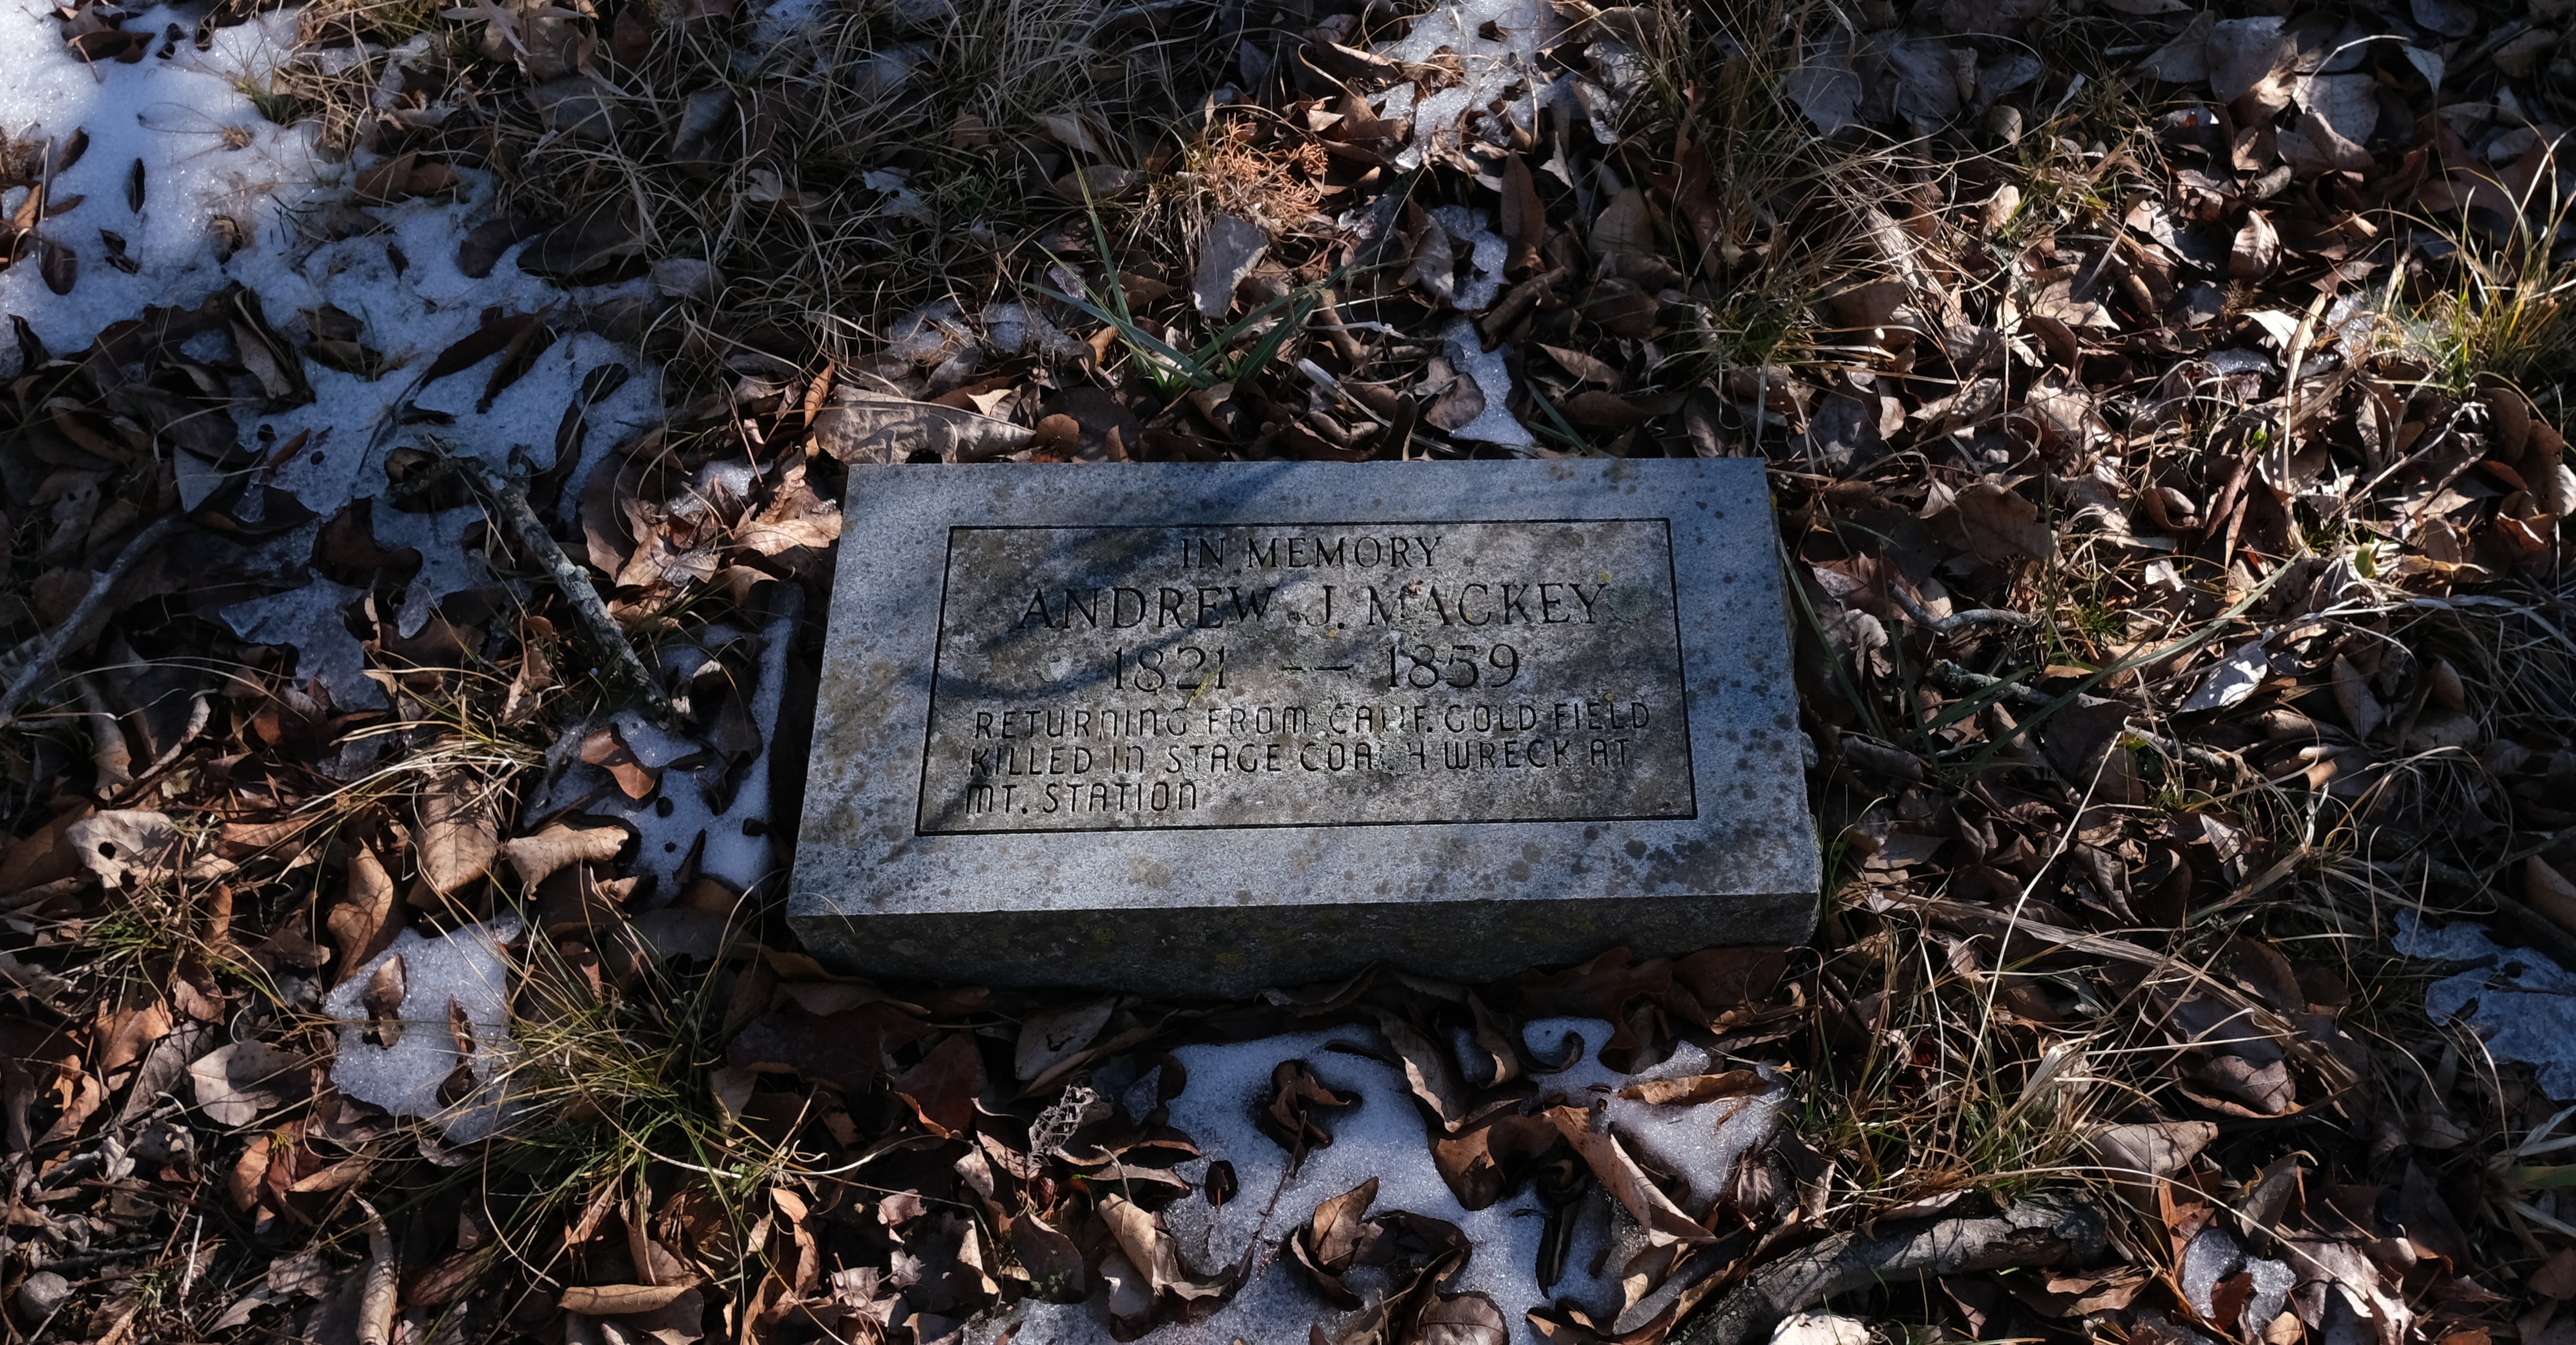 IN MEMORY
ANDREW J. MACKEY
1821 -- 1859
RETURNING FROM CALIF. GOLD FIELD
KILLED IN STAGE COACH WRECK AT
MT. STATION